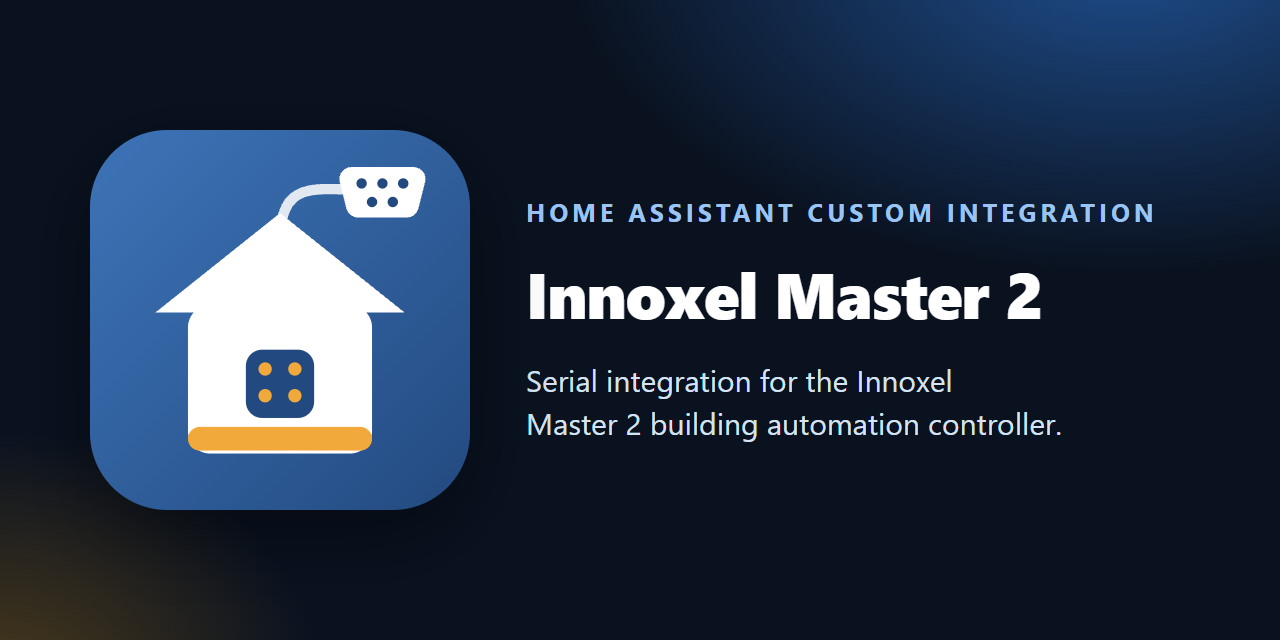 HOME ASSISTANT CUSTOM INTEGRATION
Innoxel Master 2
Serial integration for the Innoxel
Master 2 building automation controller.